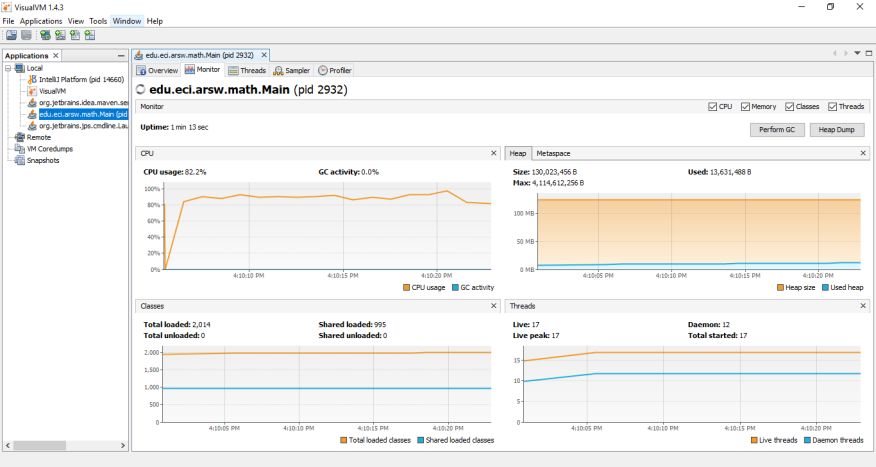 VisualVM 1.4.3
File Applications View Tools Window Help
Applications
edu.eci.arsw.math.Main (pid 2932)
Local
IntelliJ Platform (pid 14660)
VisualVM
org.jetbrains.idea.maven.ser
edu.eci.arsw.math.Main (pid
org.jetbrains.jps.cmdline.Lau
Remote
VM Coredumps
Snapshots
Overview Monitor Threads Sampler Profiler
edu.eci.arsw.math.Main (pid 2932)
Monitor
CPU Memory Classes Threads
Uptime: 1 min 13 sec
Perform GC Heap Dump
CPU
CPU usage: 82.2% GC activity: 0.0%
100%
80%
60%
40%
20%
0%
4:10:10 PM 4:10:15 PM 4:10:20 PM
CPU usage GC activity
Heap Metaspace
Size: 130,023,456 B Used: 13,631,488 B
Max: 4,114,612,256 B
100 MB
50 MB
0 MB
4:10:05 PM 4:10:10 PM 4:10:15 PM 4:10:20 PM
Heap size Used heap
Classes
Total loaded: 2,014 Shared loaded: 995
Total unloaded: 0 Shared unloaded: 0
2.000
1.500
1.000
500
0
4:10:05 PM 4:10:10 PM 4:10:15 PM 4:10:20 PM
Total loaded classes Shared loaded classes
Threads
Live: 17 Daemon: 12
Live peak: 17 Total started: 17
15
10
5
0
4:10:05 PM 4:10:10 PM 4:10:15 PM 4:10:20 PM
Live threads Daemon threads